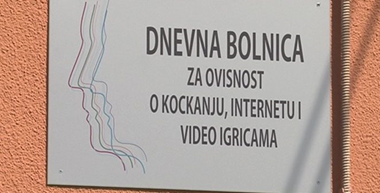 DNEVNA BOLNICA
ZA OVISNOST
O KOCKANJU, INTERNETU I
VIDEO IGRICAMA